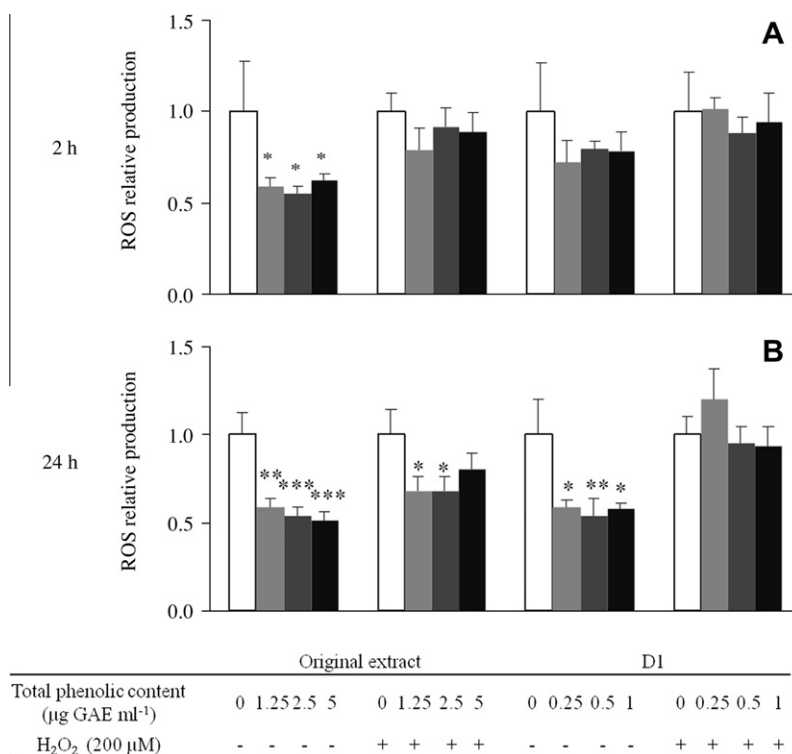 A
1.5
1.0
0.5
0.0
ROS relative production
2 h
* * *
B
1.5
1.0
0.5
0.0
ROS relative production
24 h
** *** *** * * * ** *
Original extract D1
Total phenolic content (µg GAE ml⁻¹) 0 1.25 2.5 5 0 1.25 2.5 5 0 0.25 0.5 1 0 0.25 0.5 1
H₂O₂ (200 µM) - - - - + + + + - - - - + + + +